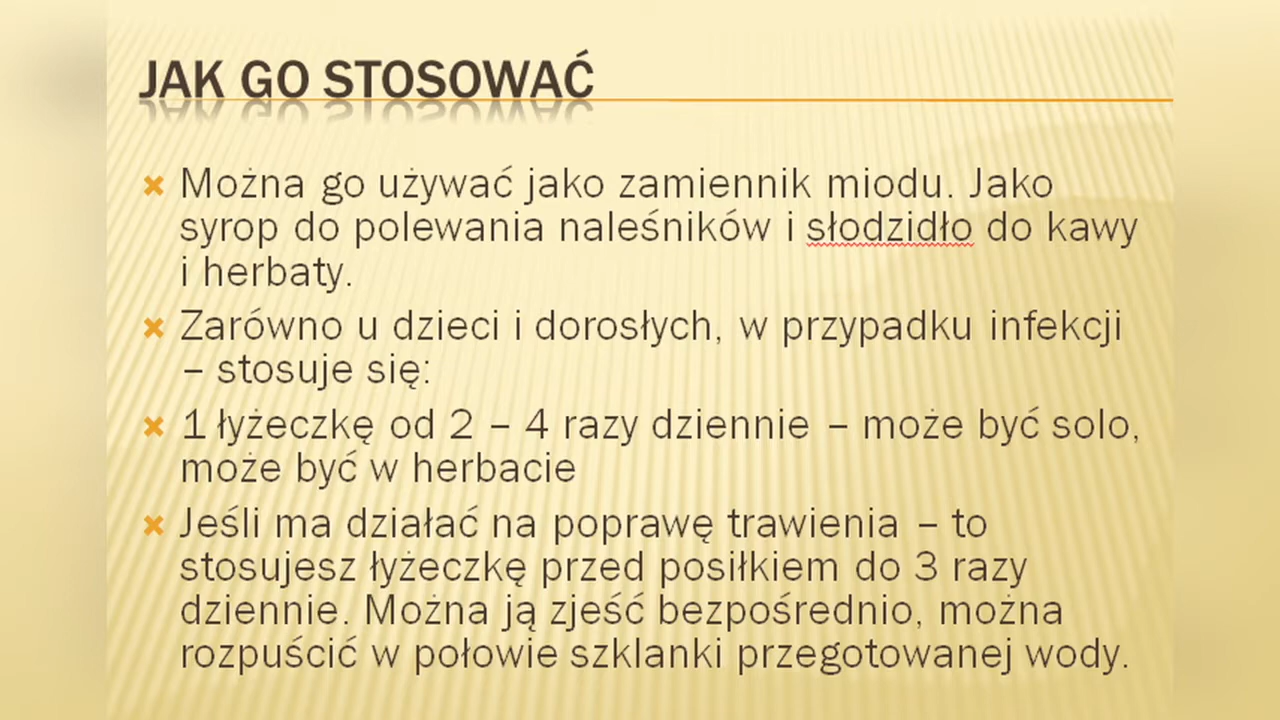 JAK GO STOSOWAĆ
Można go używać jako zamiennik miodu. Jako
syrop do polewania naleśników i słodzidło do kawy
i herbaty.
Zarówno u dzieci i dorosłych, w przypadku infekcji
– stosuje się:
1 łyżeczkę od 2 – 4 razy dziennie – może być solo,
może być w herbacie
Jeśli ma działać na poprawę trawienia – to
stosujesz łyżeczkę przed posiłkiem do 3 razy
dziennie. Można ją zjeść bezpośrednio, można
rozpuścić w połowie szklanki przegotowanej wody.